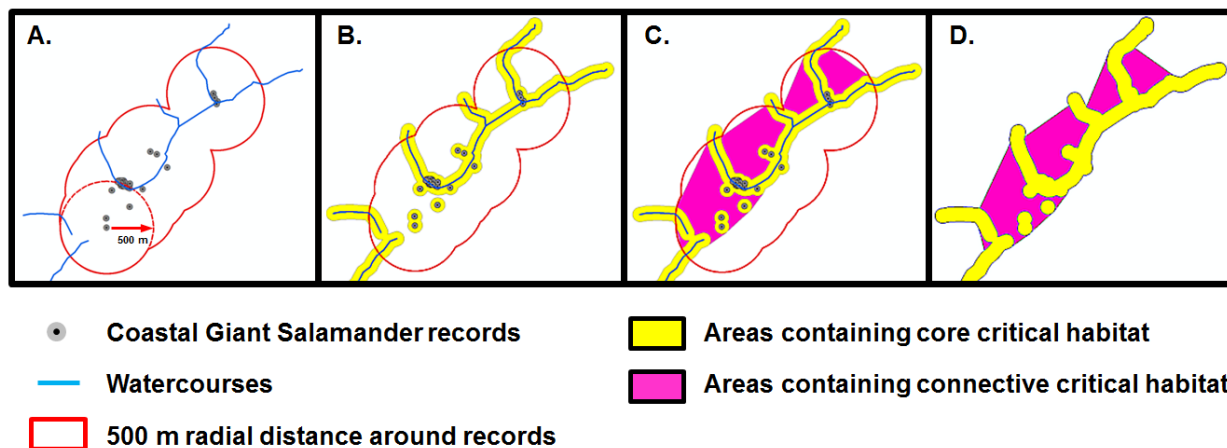 A.
B.
C.
D.
500 m
Coastal Giant Salamander records
Watercourses
500 m radial distance around records
Areas containing core critical habitat
Areas containing connective critical habitat